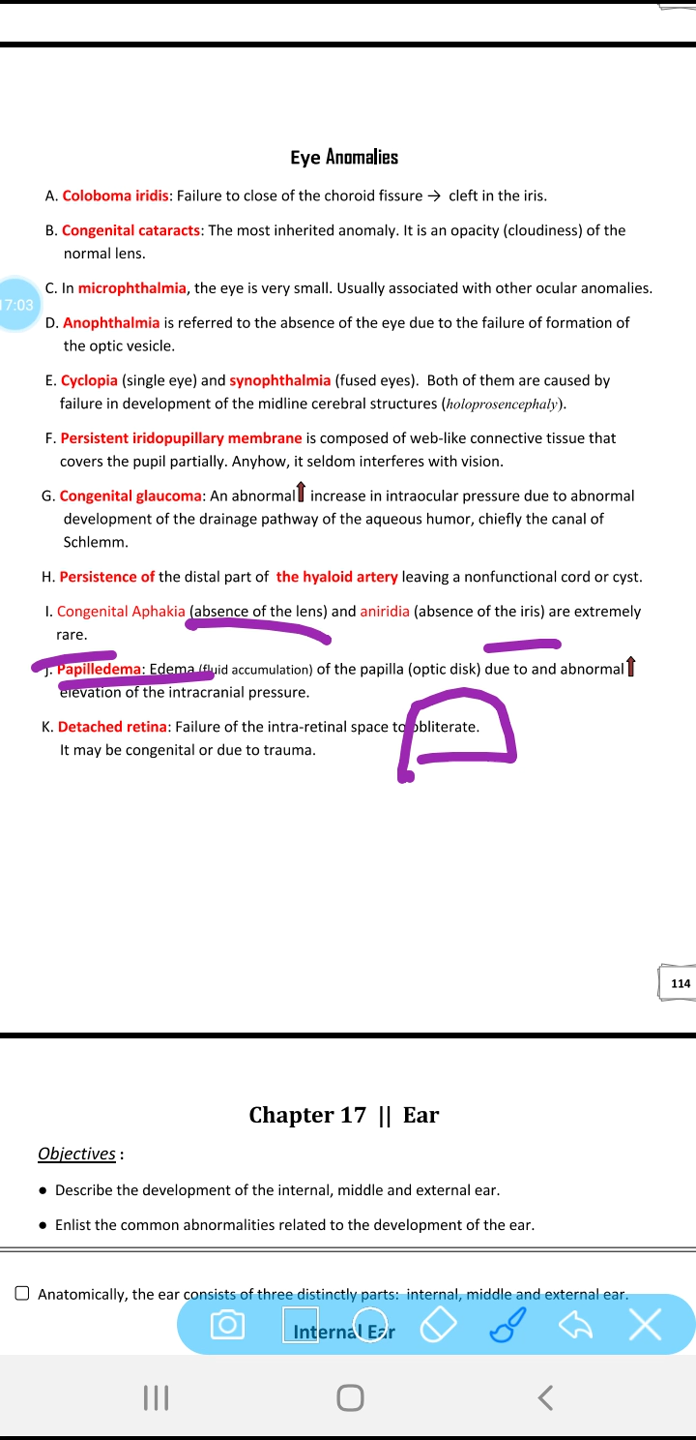 Eye Anomalies
A. Coloboma iridis: Failure to close of the choroid fissure → cleft in the iris.
B. Congenital cataracts: The most inherited anomaly. It is an opacity (cloudiness) of the
normal lens.
C. In microphthalmia, the eye is very small. Usually associated with other ocular anomalies.
17:03
D. Anophthalmia is referred to the absence of the eye due to the failure of formation of
the optic vesicle.
E. Cyclopia (single eye) and synophthalmia (fused eyes). Both of them are caused by
failure in development of the midline cerebral structures (holoprosencephaly).
F. Persistent iridopupillary membrane is composed of web-like connective tissue that
covers the pupil partially. Anyhow, it seldom interferes with vision.
G. Congenital glaucoma: An abnormal increase in intraocular pressure due to abnormal
development of the drainage pathway of the aqueous humor, chiefly the canal of
Schlemm.
H. Persistence of the distal part of the hyaloid artery leaving a nonfunctional cord or cyst.
I. Congenital Aphakia (absence of the lens) and aniridia (absence of the iris) are extremely
rare.
J. Papilledema: Edema (fluid accumulation) of the papilla (optic disk) due to and abnormal
elevation of the intracranial pressure.
K. Detached retina: Failure of the intra-retinal space to obliterate.
It may be congenital or due to trauma.
114
Chapter 17 || Ear
Objectives :
• Describe the development of the internal, middle and external ear.
• Enlist the common abnormalities related to the development of the ear.
Anatomically, the ear consists of three distinctly parts: internal, middle and external ear.
Internal Ear